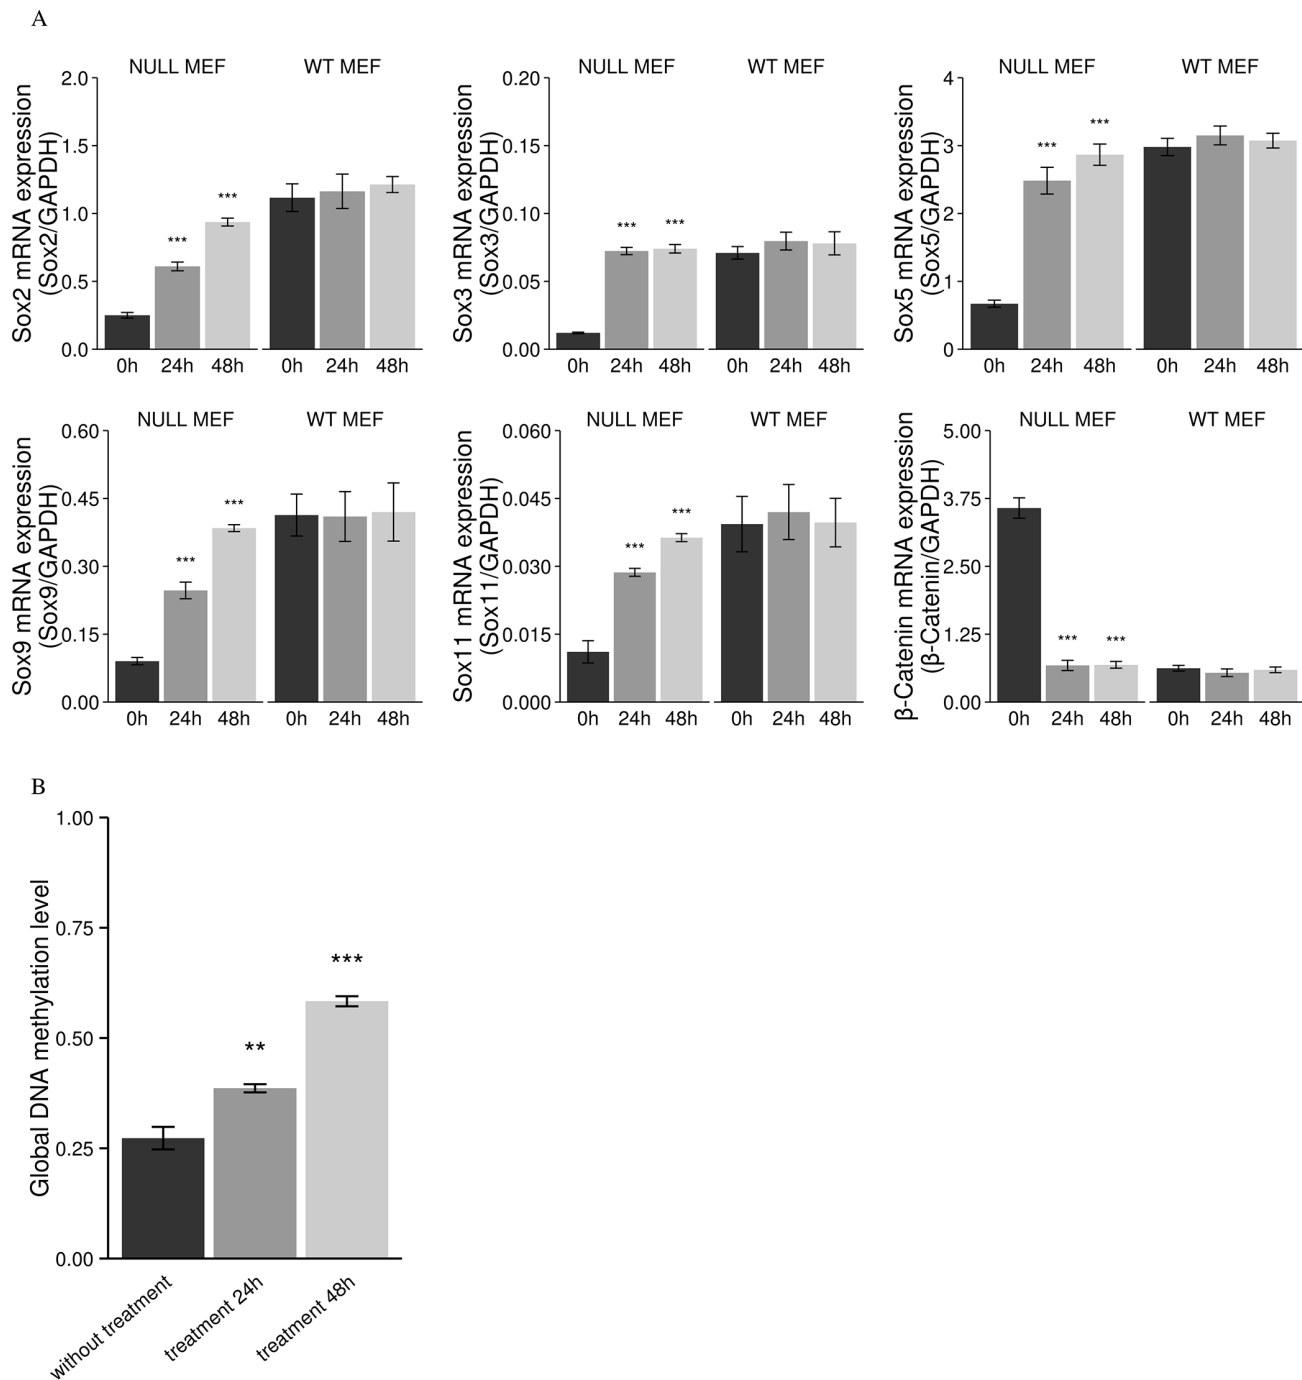 A
NULL MEF WT MEF
Sox2 mRNA expression
(Sox2/GAPDH)
2.0
1.5
1.0
0.5
0.0
***
***
0h 24h 48h 0h 24h 48h
NULL MEF WT MEF
Sox3 mRNA expression
(Sox3/GAPDH)
0.20
0.15
0.10
0.05
0.00
*** ***
0h 24h 48h 0h 24h 48h
NULL MEF WT MEF
Sox5 mRNA expression
(Sox5/GAPDH)
4
3
2
1
0
***
***
0h 24h 48h 0h 24h 48h
NULL MEF WT MEF
Sox9 mRNA expression
(Sox9/GAPDH)
0.60
0.45
0.30
0.15
0.00
***
***
0h 24h 48h 0h 24h 48h
NULL MEF WT MEF
Sox11 mRNA expression
(Sox11/GAPDH)
0.060
0.045
0.030
0.015
0.000
***
***
0h 24h 48h 0h 24h 48h
NULL MEF WT MEF
β-Catenin mRNA expression
(β-Catenin/GAPDH)
5.00
3.75
2.50
1.25
0.00
*** ***
0h 24h 48h 0h 24h 48h
B
Global DNA methylation level
1.00
0.75
0.50
0.25
0.00
***
**
without treatment
treatment 24h
treatment 48h